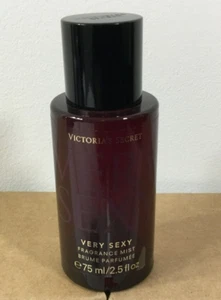 VICTORIA'S SECRET
VERY SEXY
FRAGRANCE MIST
BRUME PARFUMÉE
e 75 ml/2.5 fl oz